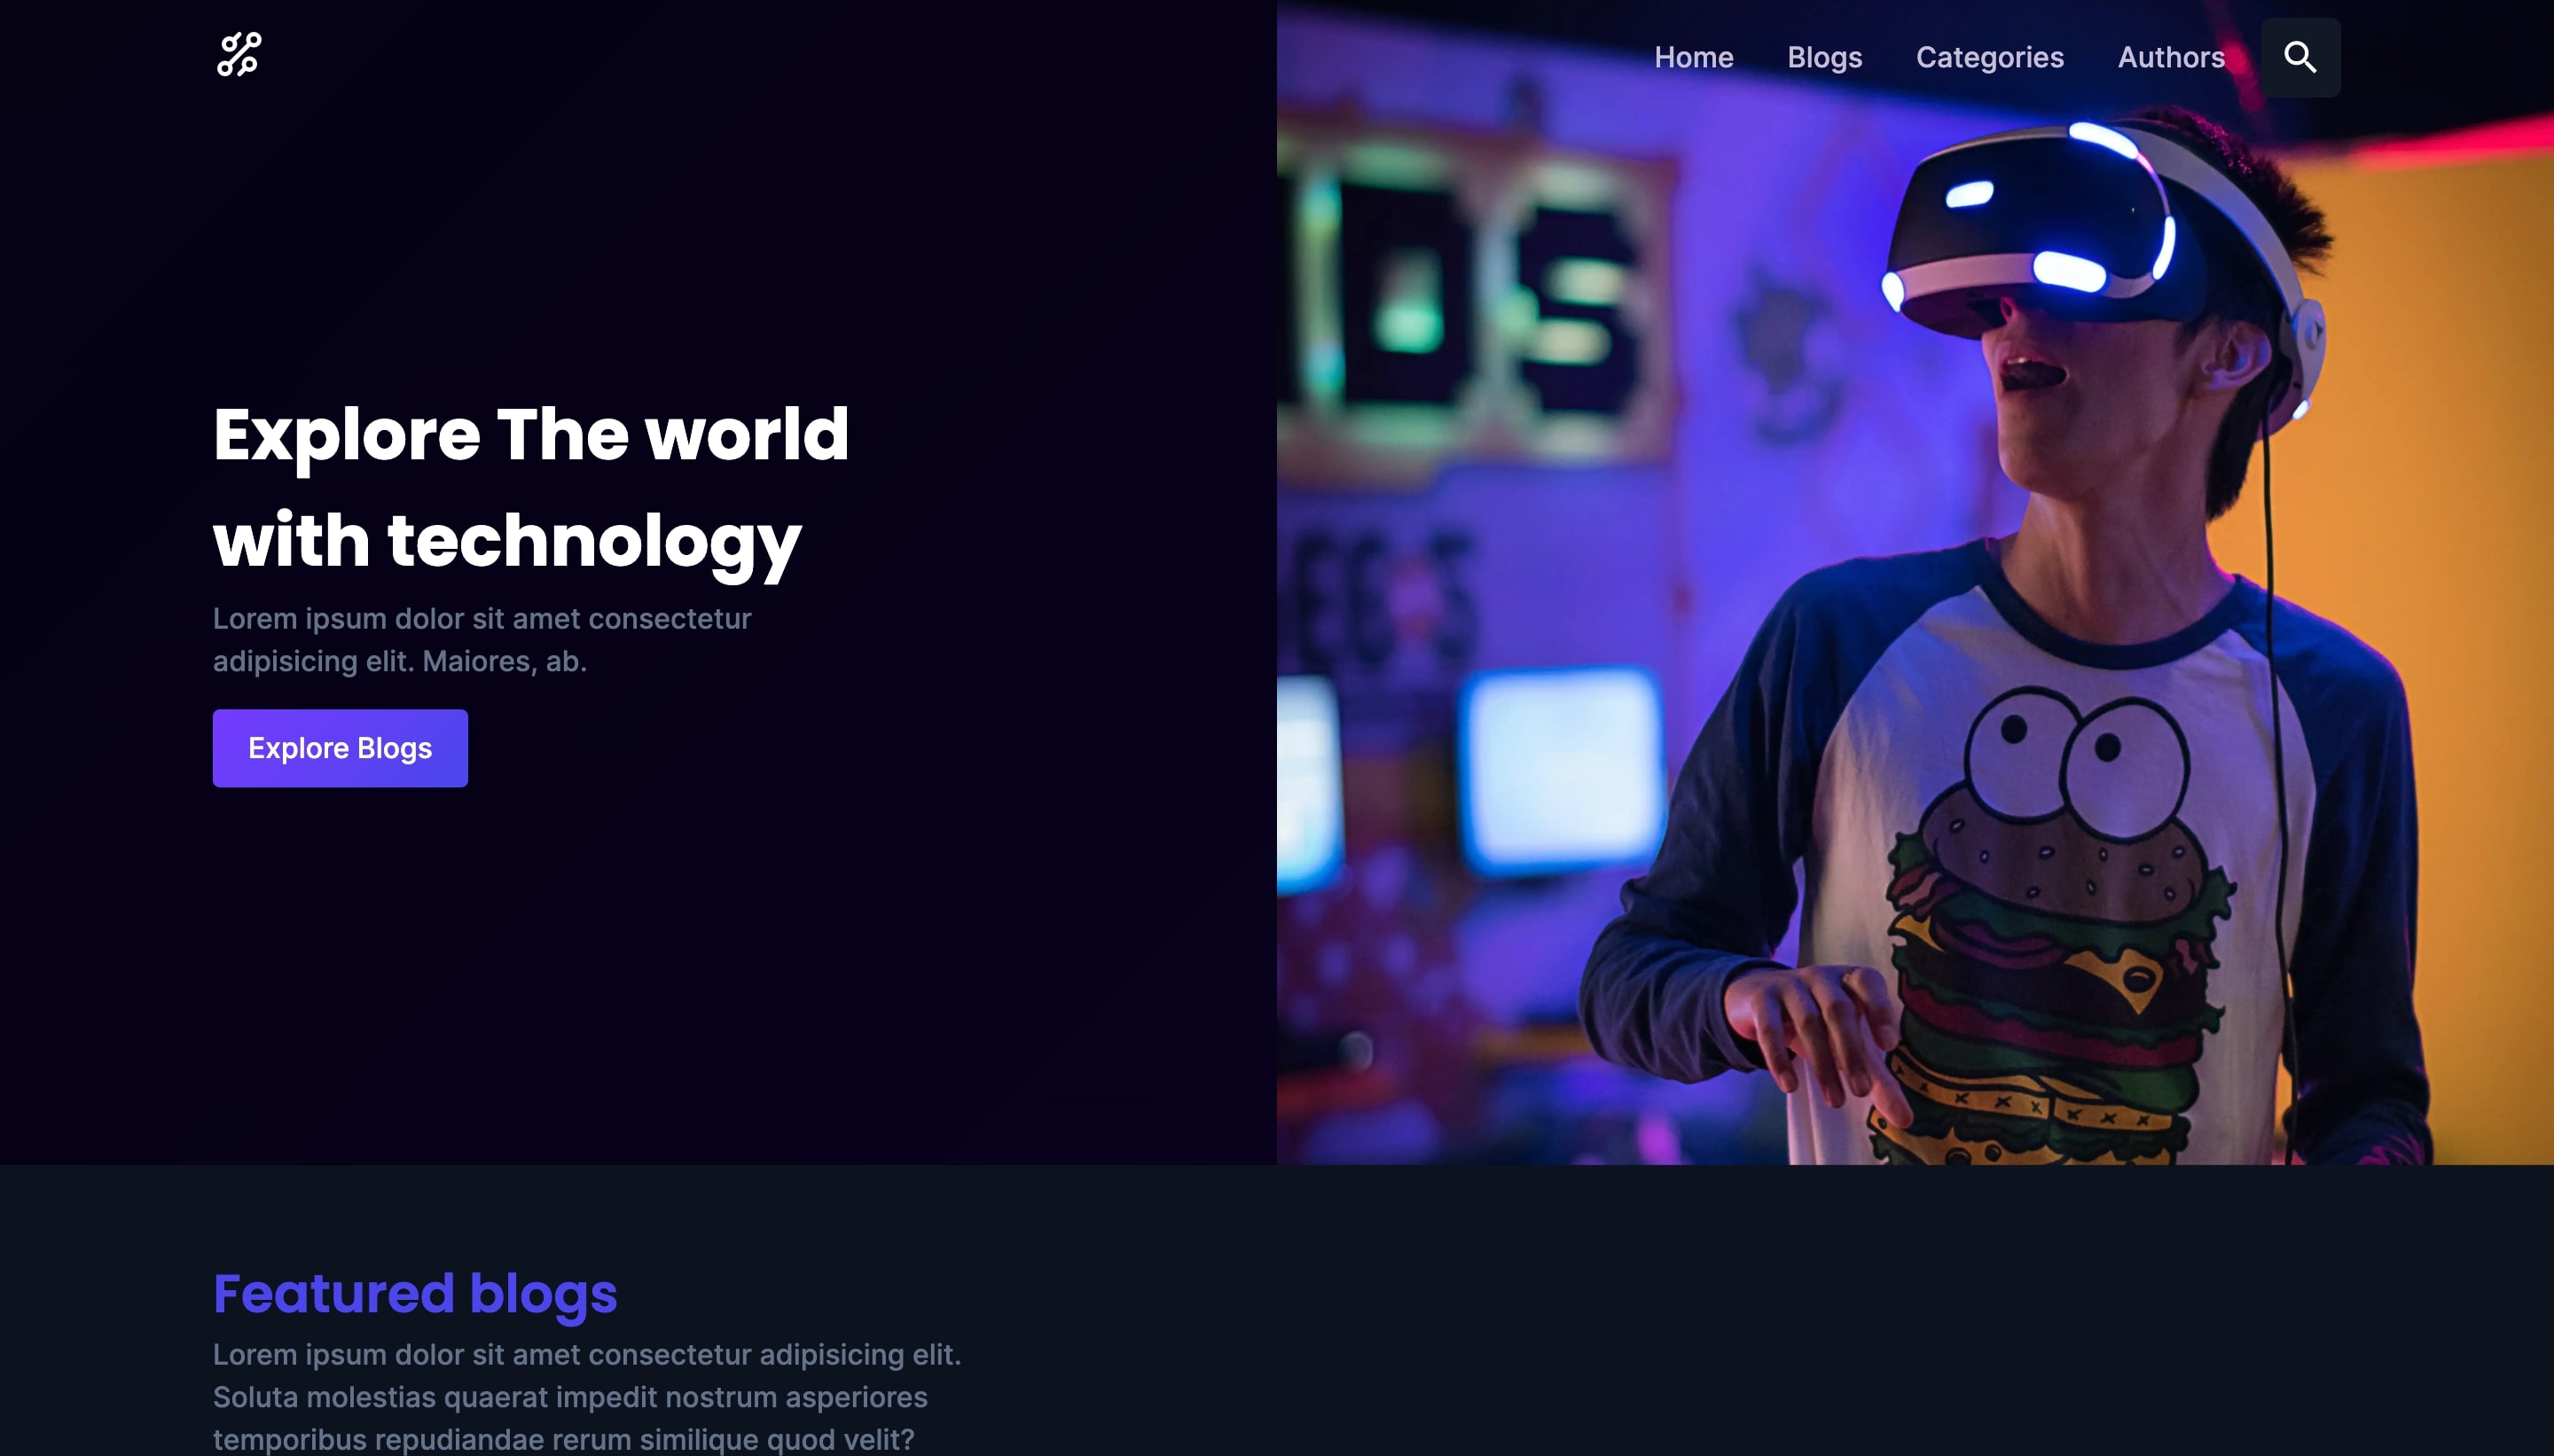 Home Blogs Categories Authors
Explore The world
with technology
Lorem ipsum dolor sit amet consectetur
adipisicing elit. Maiores, ab.
Explore Blogs
DS
Featured blogs
Lorem ipsum dolor sit amet consectetur adipisicing elit.
Soluta molestias quaerat impedit nostrum asperiores
temporibus repudiandae rerum similique quod velit?